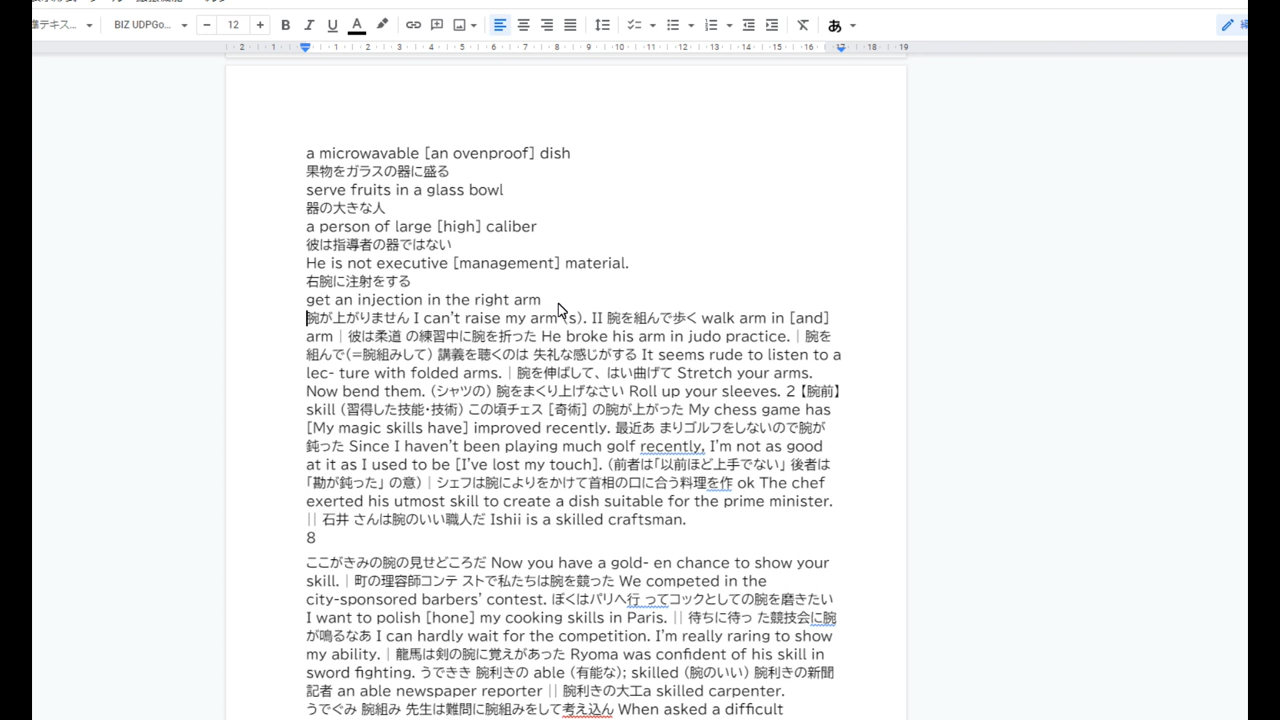 BIZ UDPGo...
12
B I U A
あ
2 1 1 2 3 4 5 6 7 8 9 10 11 12 13 14 15 16 17 18 19
a microwavable [an ovenproof] dish
果物をガラスの器に盛る
serve fruits in a glass bowl
器の大きな人
a person of large [high] caliber
彼は指導者の器ではない
He is not executive [management] material.
右腕に注射をする
get an injection in the right arm
腕が上がりません I can't raise my arm(s). II 腕を組んで歩く walk arm in [and]
arm | 彼は柔道 の練習中に腕を折った He broke his arm in judo practice. | 腕を
組んで(=腕組みして) 講義を聴くのは 失礼な感じがする It seems rude to listen to a
lec- ture with folded arms. | 腕を伸ばして、はい曲げて Stretch your arms.
Now bend them. (シャツの) 腕をまくり上げなさい Roll up your sleeves. 2【腕前】
skill (習得した技能・技術) この頃チェス [奇術] の腕が上がった My chess game has
[My magic skills have] improved recently. 最近あ まりゴルフをしないので腕が
鈍った Since I haven't been playing much golf recently, I'm not as good
at it as I used to be [I've lost my touch]. (前者は「以前ほど上手でない」 後者は
「勘が鈍った」 の意) | シェフは腕によりをかけて首相の口に合う料理を作 ok The chef
exerted his utmost skill to create a dish suitable for the prime minister.
|| 石井 さんは腕のいい職人だ Ishii is a skilled craftsman.
8
ここがきみの腕の見せどころだ Now you have a gold- en chance to show your
skill. | 町の理容師コンテ ストで私たちは腕を競った We competed in the
city-sponsored barbers' contest. ぼくはパリへ行 ってコックとしての腕を磨きたい
I want to polish [hone] my cooking skills in Paris. || 待ちに待っ た競技会に腕
が鳴るなあ I can hardly wait for the competition. I'm really raring to show
my ability. | 龍馬は剣の腕に覚えがあった Ryoma was confident of his skill in
sword fighting. うできき 腕利きの able (有能な); skilled (腕のいい) 腕利きの新聞
記者 an able newspaper reporter || 腕利きの大工a skilled carpenter.
うでぐみ 腕組み 先生は難問に腕組みをして考え込ん When asked a difficult